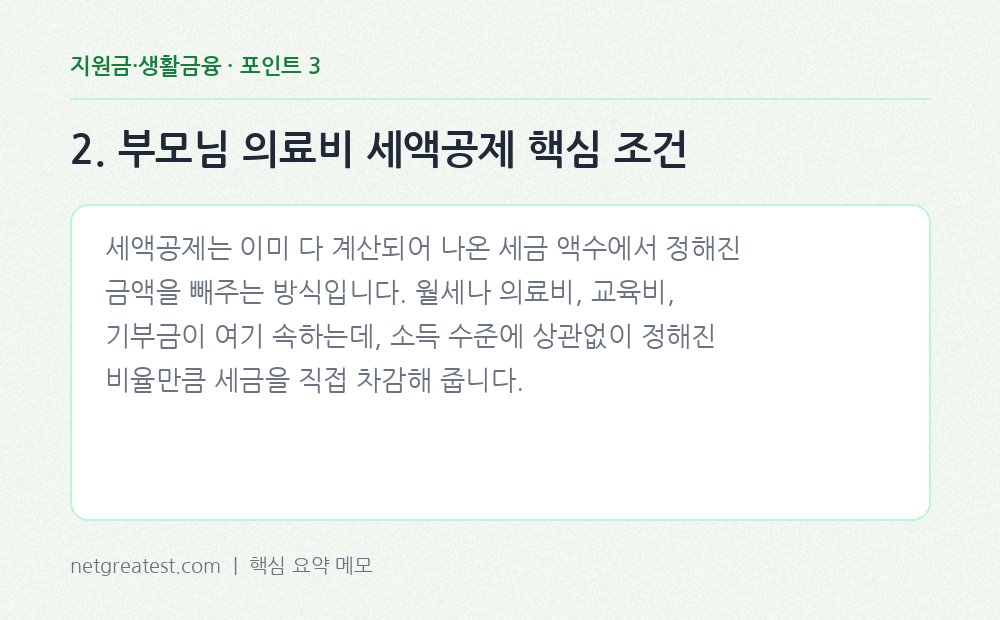 지원금·생활금융 · 포인트 3
2. 부모님 의료비 세액공제 핵심 조건
세액공제는 이미 다 계산되어 나온 세금 액수에서 정해진
금액을 빼주는 방식입니다. 월세나 의료비, 교육비,
기부금이 여기 속하는데, 소득 수준에 상관없이 정해진
비율만큼 세금을 직접 차감해 줍니다.
netgreatest.com | 핵심 요약 메모